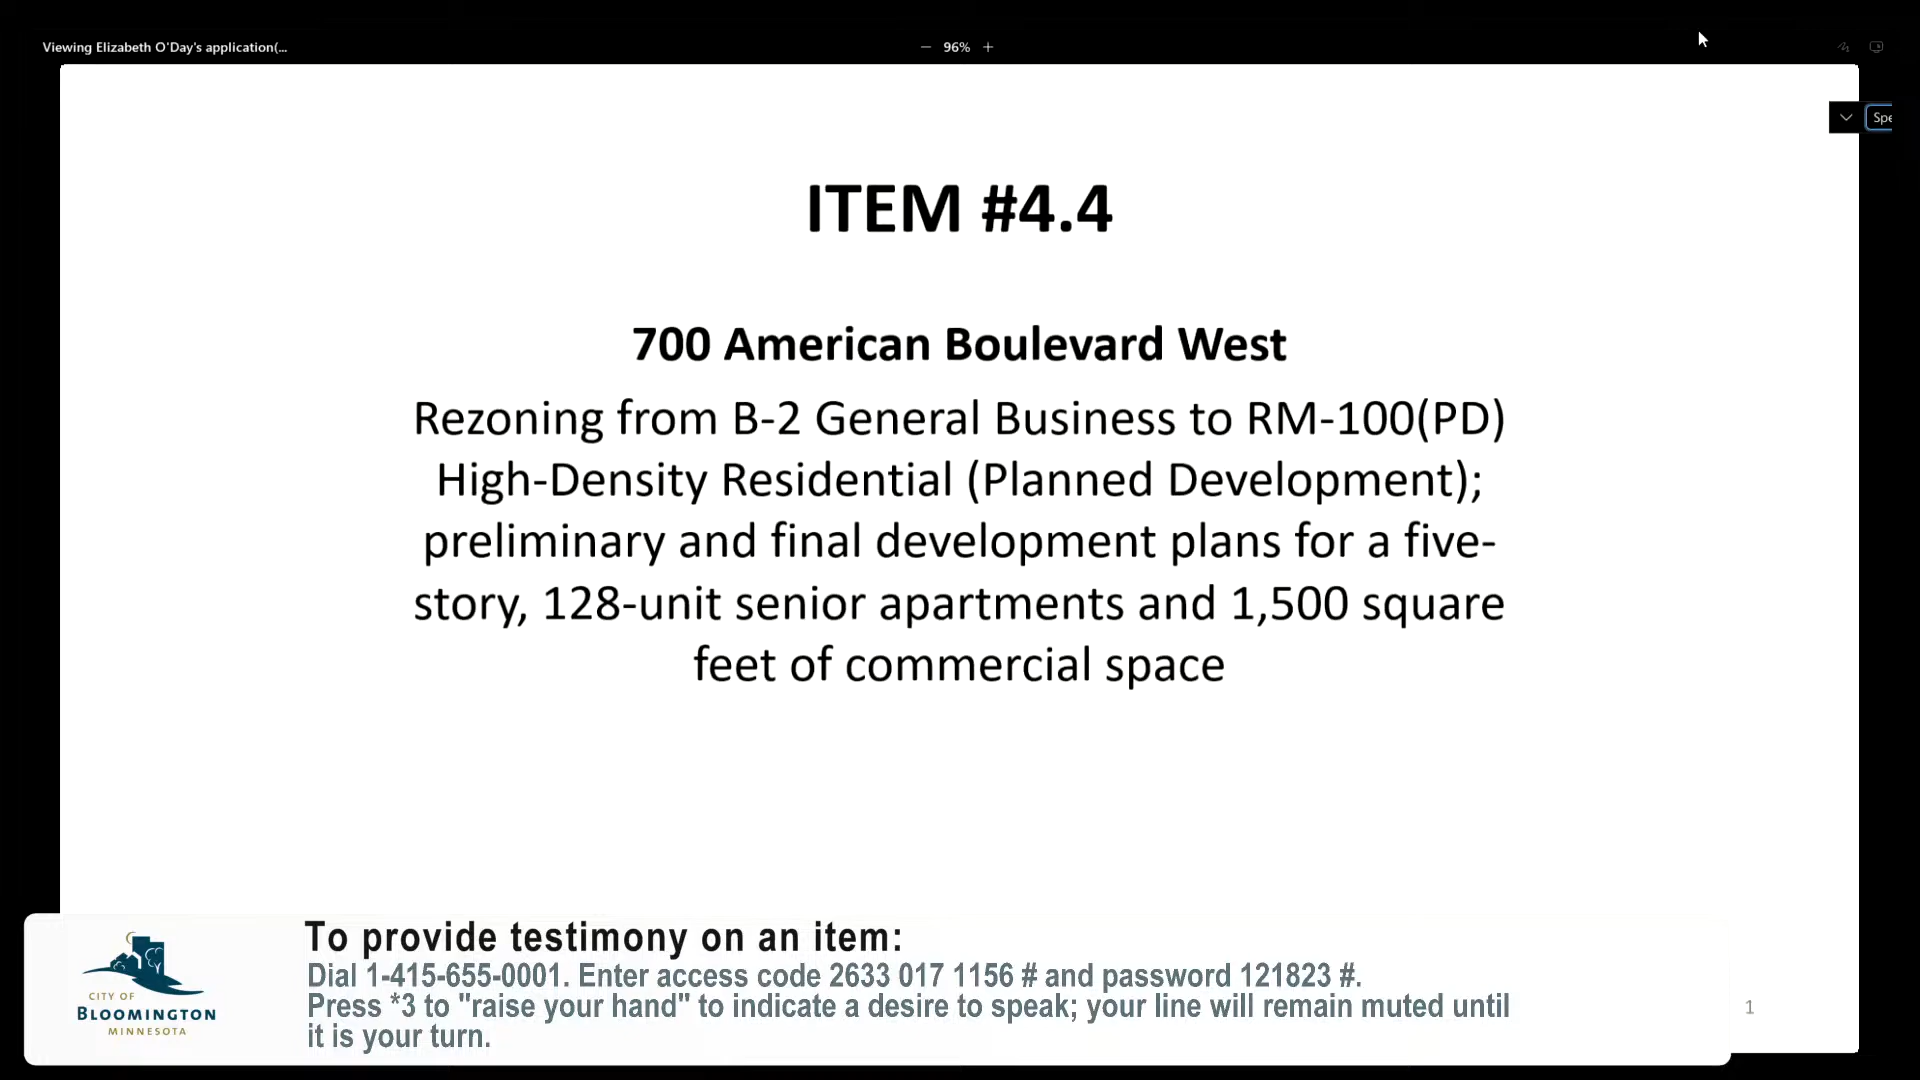 Viewing Elizabeth O'Day's application(...
96%
Spe
ITEM #4.4
700 American Boulevard West
Rezoning from B-2 General Business to RM-100(PD)
High-Density Residential (Planned Development);
preliminary and final development plans for a five-
story, 128-unit senior apartments and 1,500 square
feet of commercial space
To provide testimony on an item:
Dial 1-415-655-0001. Enter access code 2633 017 1156 # and password 121823 #.
Press *3 to "raise your hand" to indicate a desire to speak; your line will remain muted until
it is your turn.
CITY OF
BLOOMINGTON
MINNESOTA
1